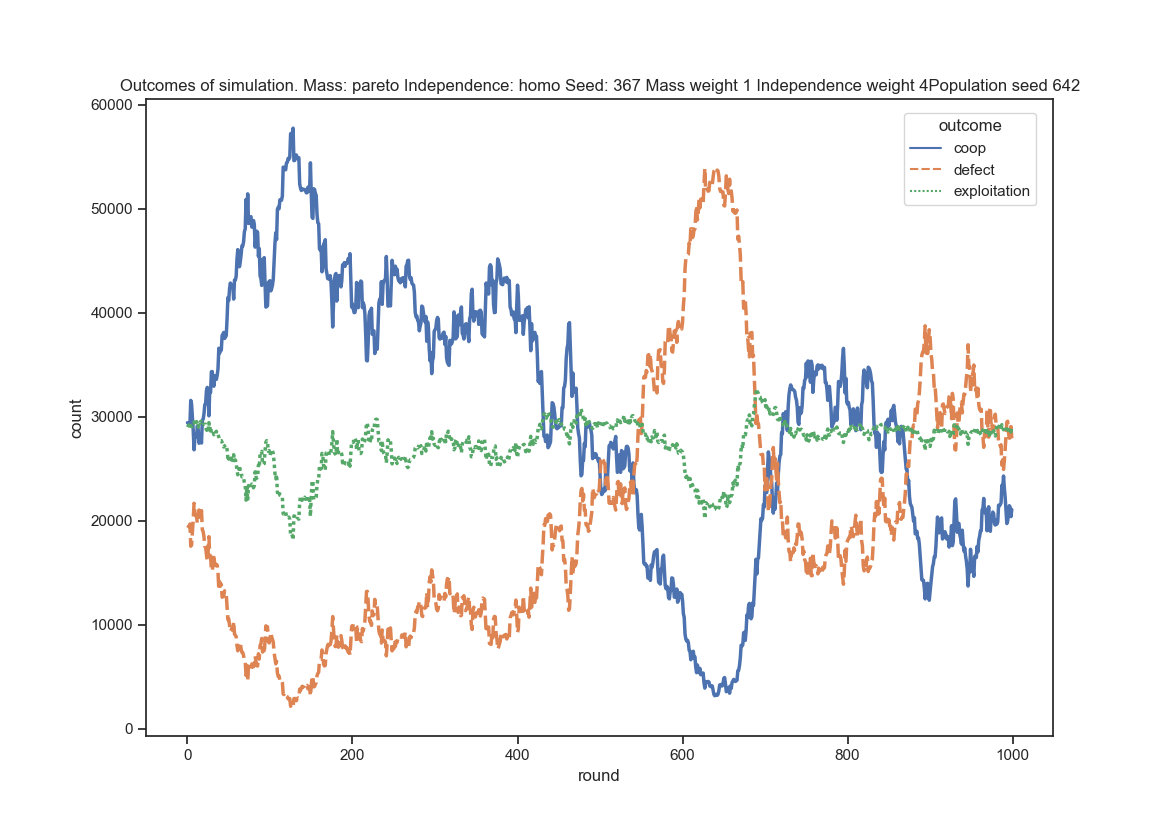 Outcomes of simulation. Mass: pareto Independence: homo Seed: 367 Mass weight 1 Independence weight 4Population seed 642
60000
50000
40000
30000
20000
10000
0
count
outcome
coop
defect
exploitation
0 200 400 600 800 1000
round